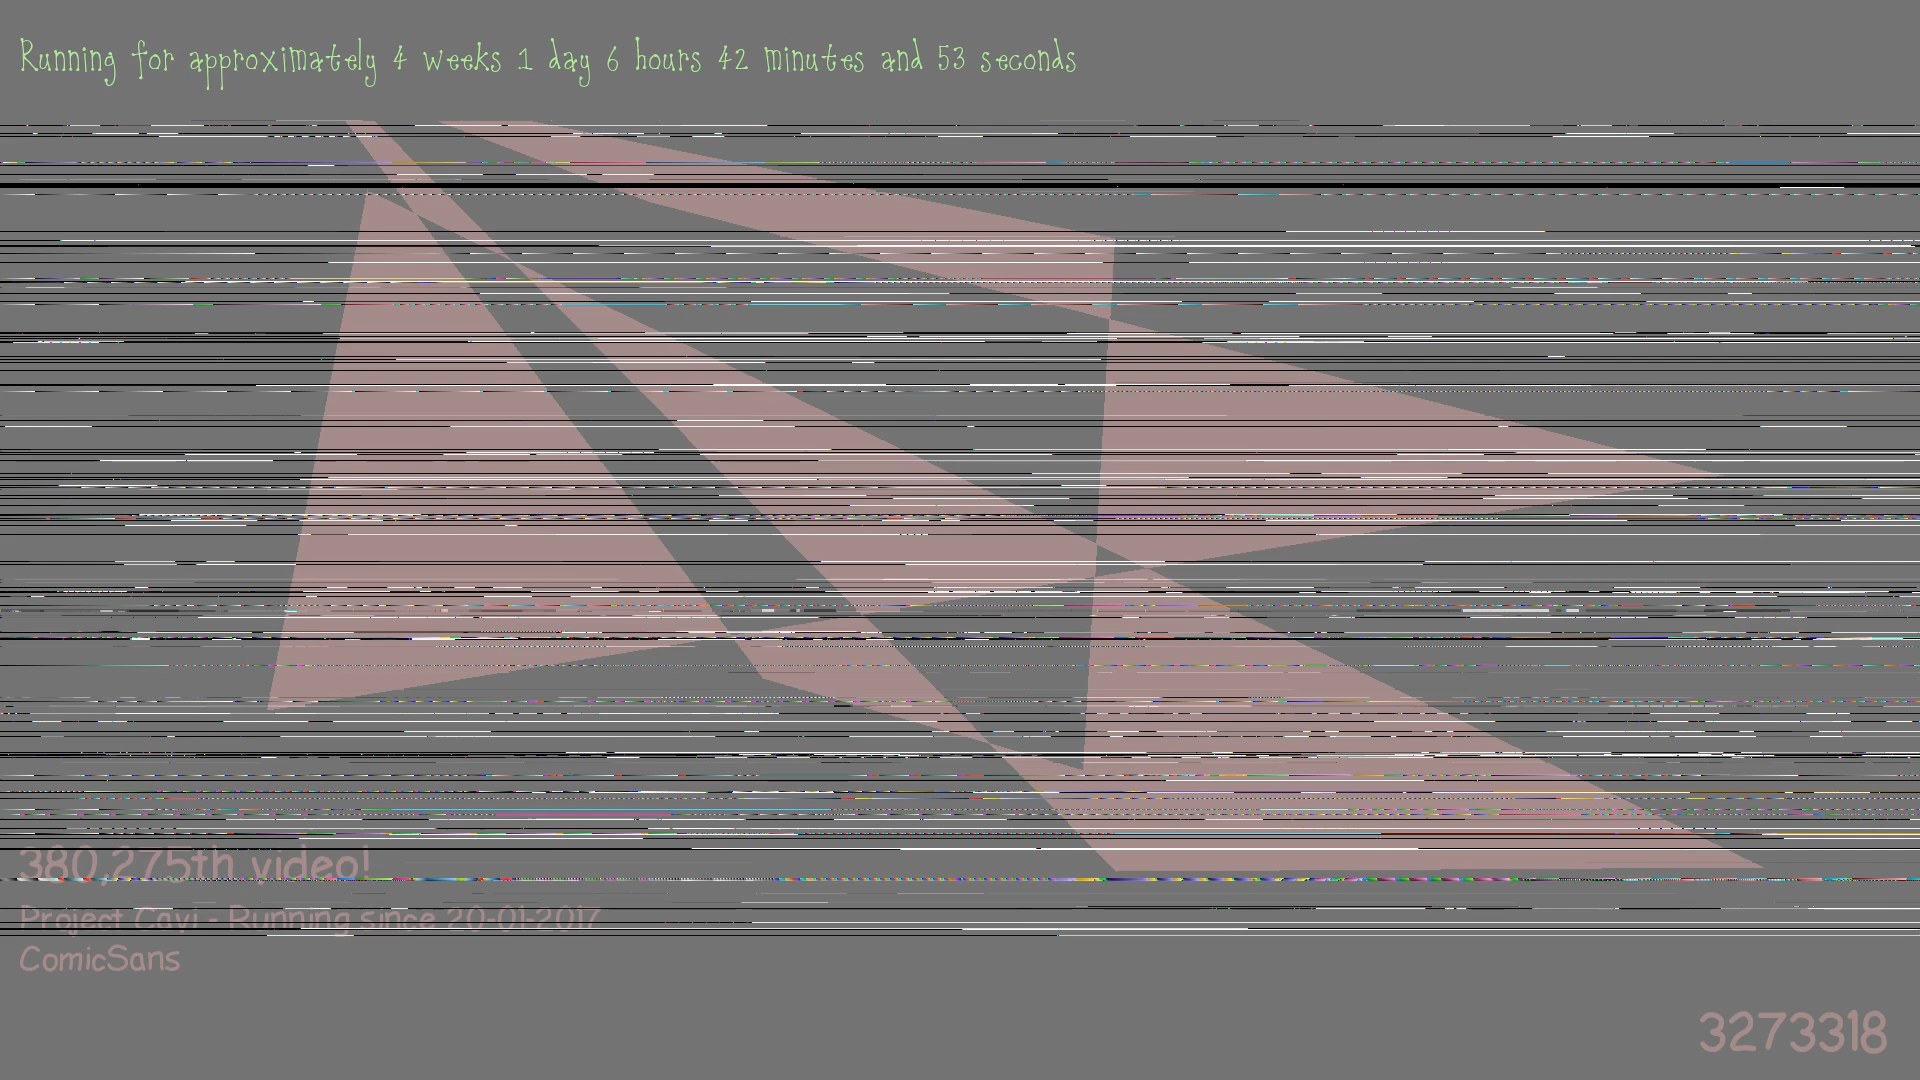 Running for approximately 4 weeks 1 day 6 hours 42 minutes and 53 seconds
380,275th video!
Project Cavi - Running since 20-01-2017
ComicSans
3273318